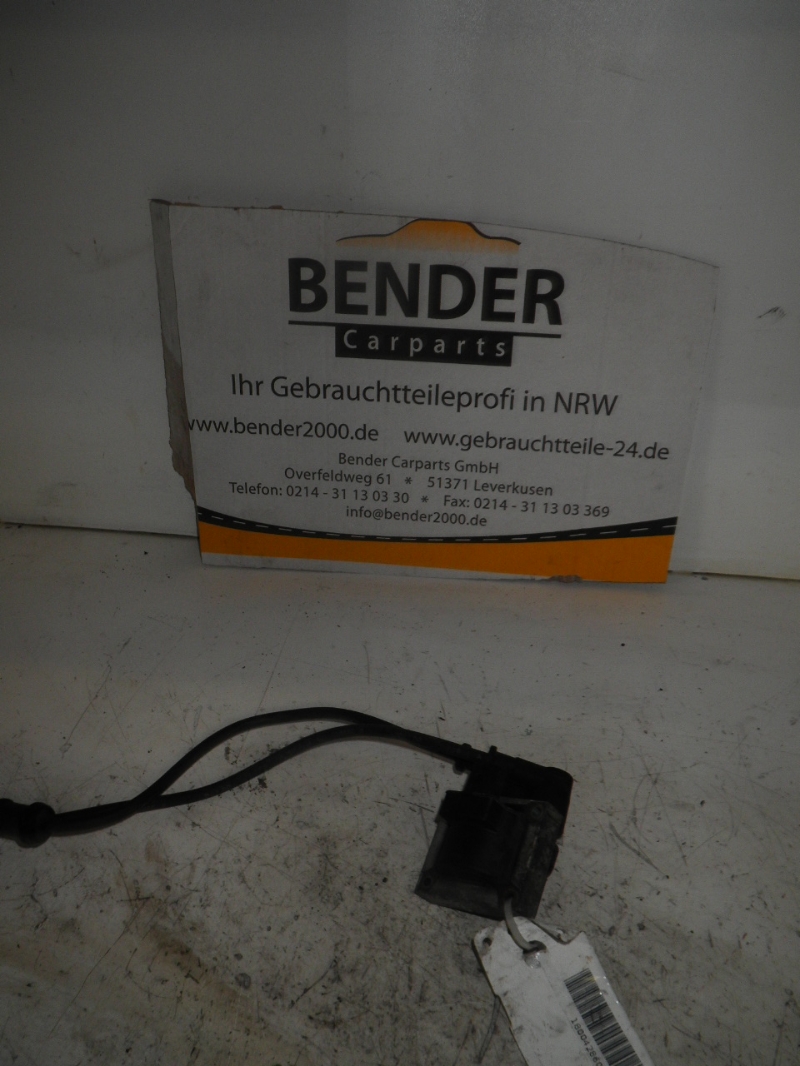 BENDER
Carparts
Ihr Gebrauchtteileprofi in NRW
www.bender2000.de www.gebrauchtteile-24.de
Bender Carparts GmbH
Overfeldweg 61 * 51371 Leverkusen
Telefon: 0214 - 31 13 03 30 * Fax: 0214 - 31 13 03 369
info@bender2000.de